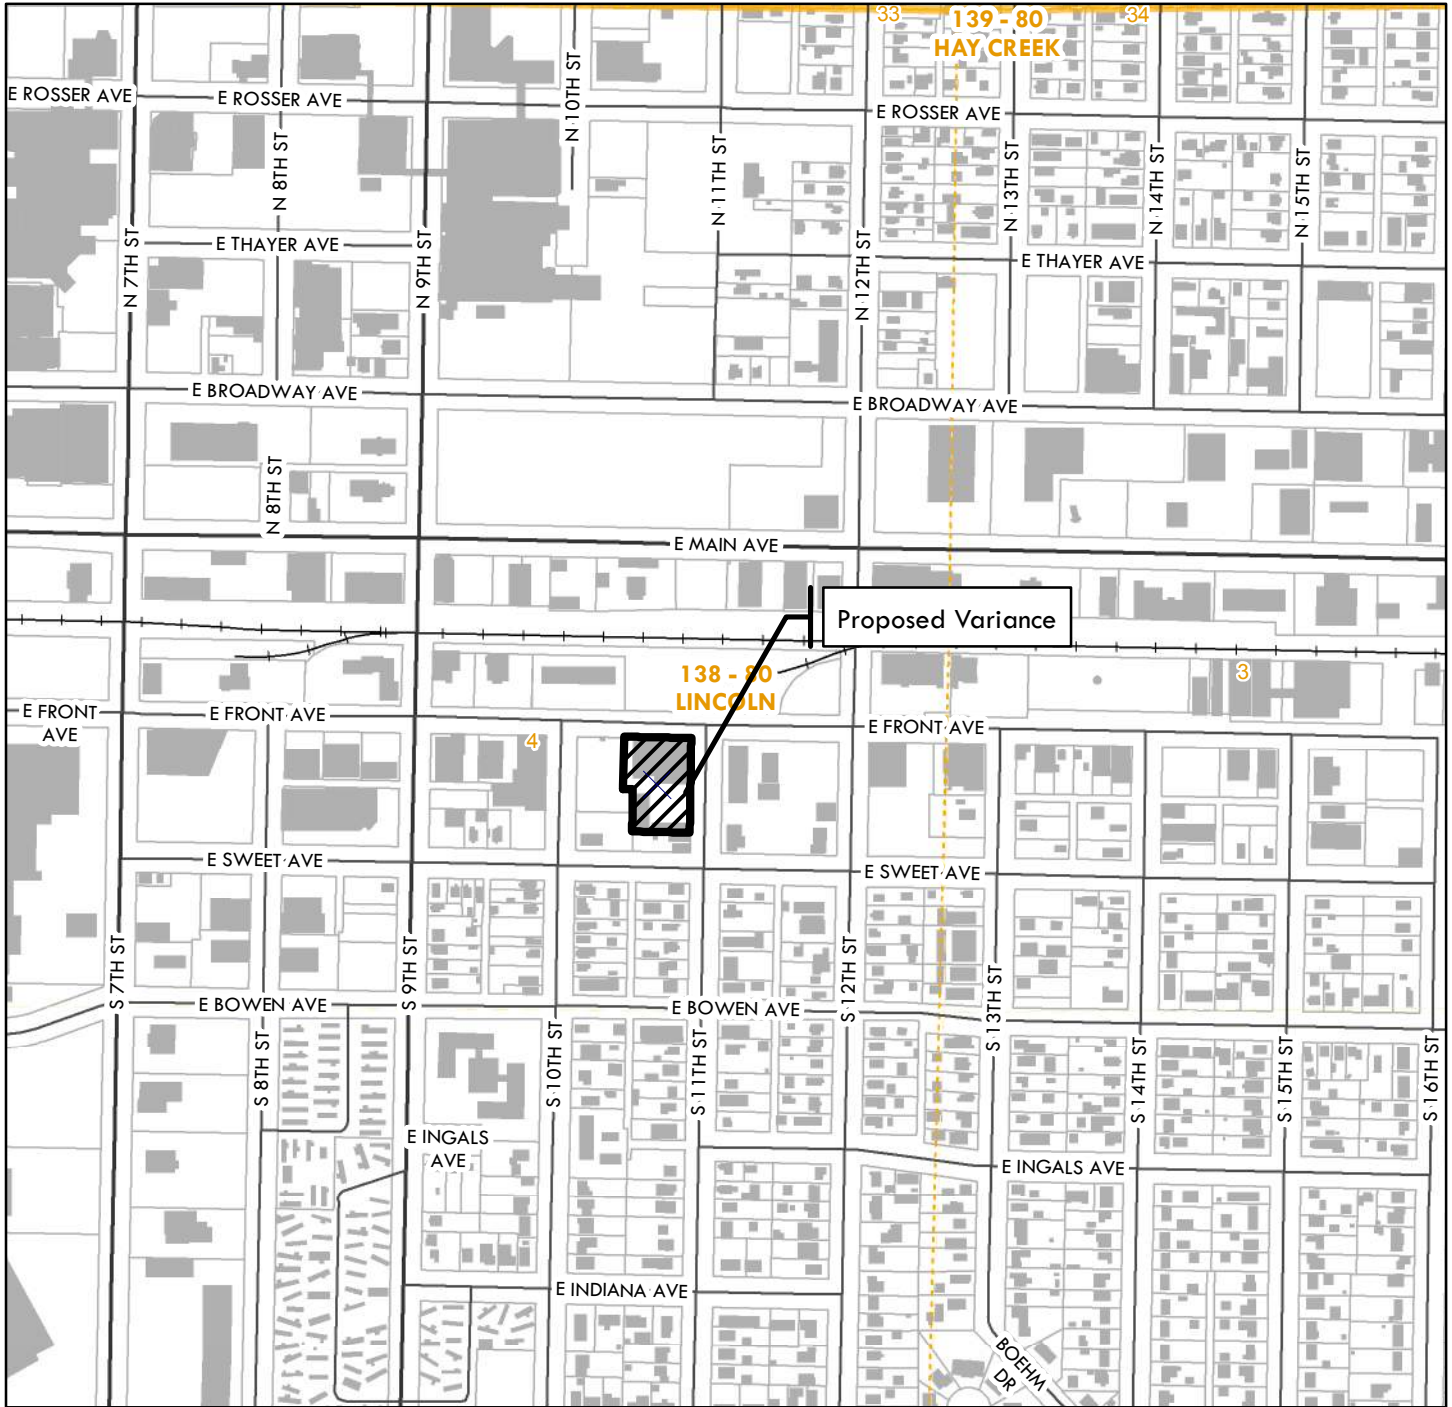 33
139 - 80
HAY CREEK
34
E ROSSER AVE
E ROSSER AVE
E ROSSER AVE
N 10TH ST
N 8TH ST
N 11TH ST
N 13TH ST
N 14TH ST
N 15TH ST
N 7TH ST
E THAYER AVE
N 9TH ST
N 12TH ST
E THAYER AVE
E BROADWAY AVE
E BROADWAY AVE
N 8TH ST
E MAIN AVE
Proposed Variance
138 - 80
LINCOLN
3
E FRONT
AVE
E FRONT AVE
E FRONT AVE
4
E SWEET AVE
E SWEET AVE
S 7TH ST
S 9TH ST
S 12TH ST
S 13TH ST
E BOWEN AVE
E BOWEN AVE
S 8TH ST
S 10TH ST
S 11TH ST
S 14TH ST
S 15TH ST
S 16TH ST
E INGALS
AVE
E INGALS AVE
E INDIANA AVE
BOEHM
DR